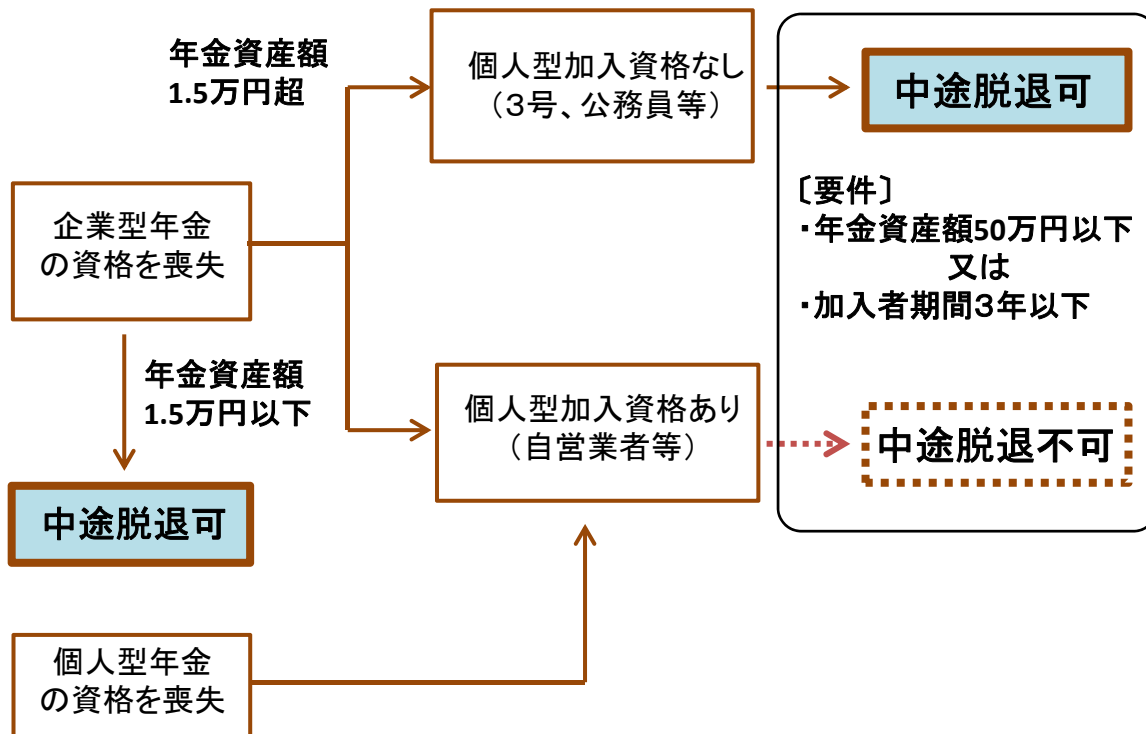 年金資産額
1.5万円超
個人型加入資格なし
（３号、公務員等）
中途脱退可
〔要件〕
・年金資産額50万円以下
又は
・加入者期間３年以下
企業型年金
の資格を喪失
年金資産額
1.5万円以下
個人型加入資格あり
（自営業者等）
中途脱退不可
中途脱退可
個人型年金
の資格を喪失